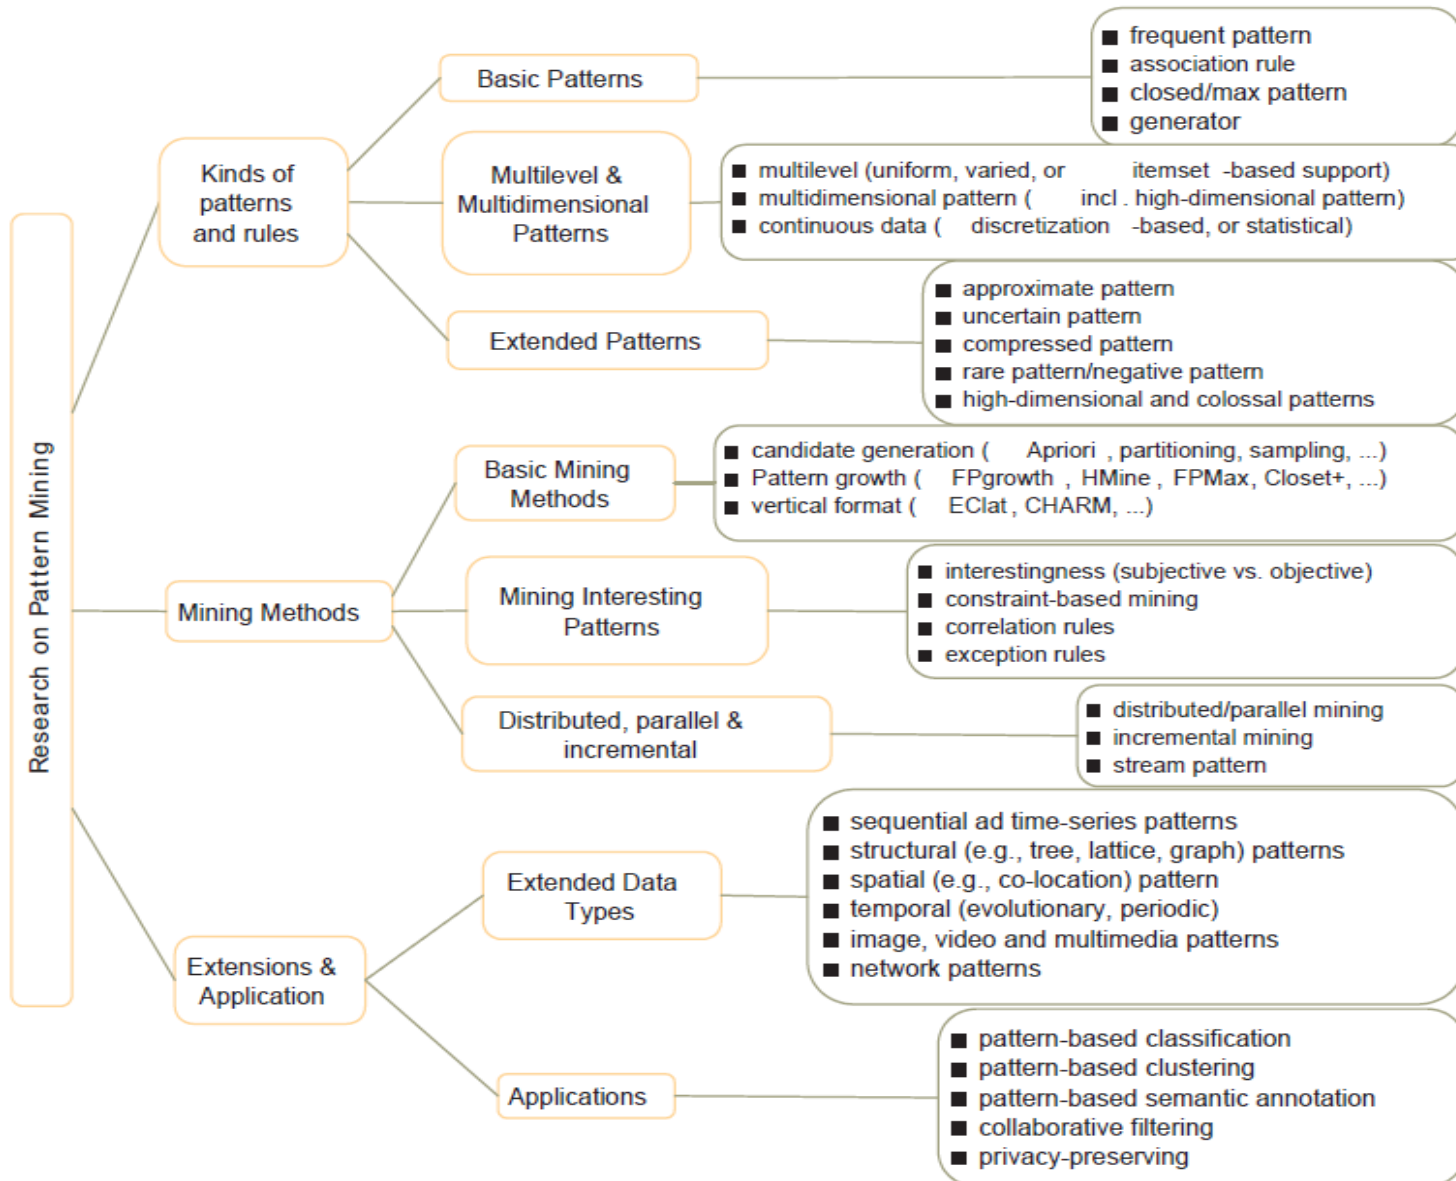 Research on Pattern Mining
Kinds of
patterns
and rules
Basic Patterns
■ frequent pattern
■ association rule
■ closed/max pattern
■ generator
Multilevel &
Multidimensional
Patterns
■ multilevel (uniform, varied, or itemset -based support)
■ multidimensional pattern ( incl . high-dimensional pattern)
■ continuous data ( discretization -based, or statistical)
Extended Patterns
■ approximate pattern
■ uncertain pattern
■ compressed pattern
■ rare pattern/negative pattern
■ high-dimensional and colossal patterns
Mining Methods
Basic Mining
Methods
■ candidate generation ( Apriori , partitioning, sampling, ...)
■ Pattern growth ( FPgrowth , HMine , FPMax, Closet+, ...)
■ vertical format ( EClat , CHARM, ...)
Mining Interesting
Patterns
■ interestingness (subjective vs. objective)
■ constraint-based mining
■ correlation rules
■ exception rules
Distributed, parallel &
incremental
■ distributed/parallel mining
■ incremental mining
■ stream pattern
Extensions &
Application
Extended Data
Types
■ sequential ad time-series patterns
■ structural (e.g., tree, lattice, graph) patterns
■ spatial (e.g., co-location) pattern
■ temporal (evolutionary, periodic)
■ image, video and multimedia patterns
■ network patterns
Applications
■ pattern-based classification
■ pattern-based clustering
■ pattern-based semantic annotation
■ collaborative filtering
■ privacy-preserving